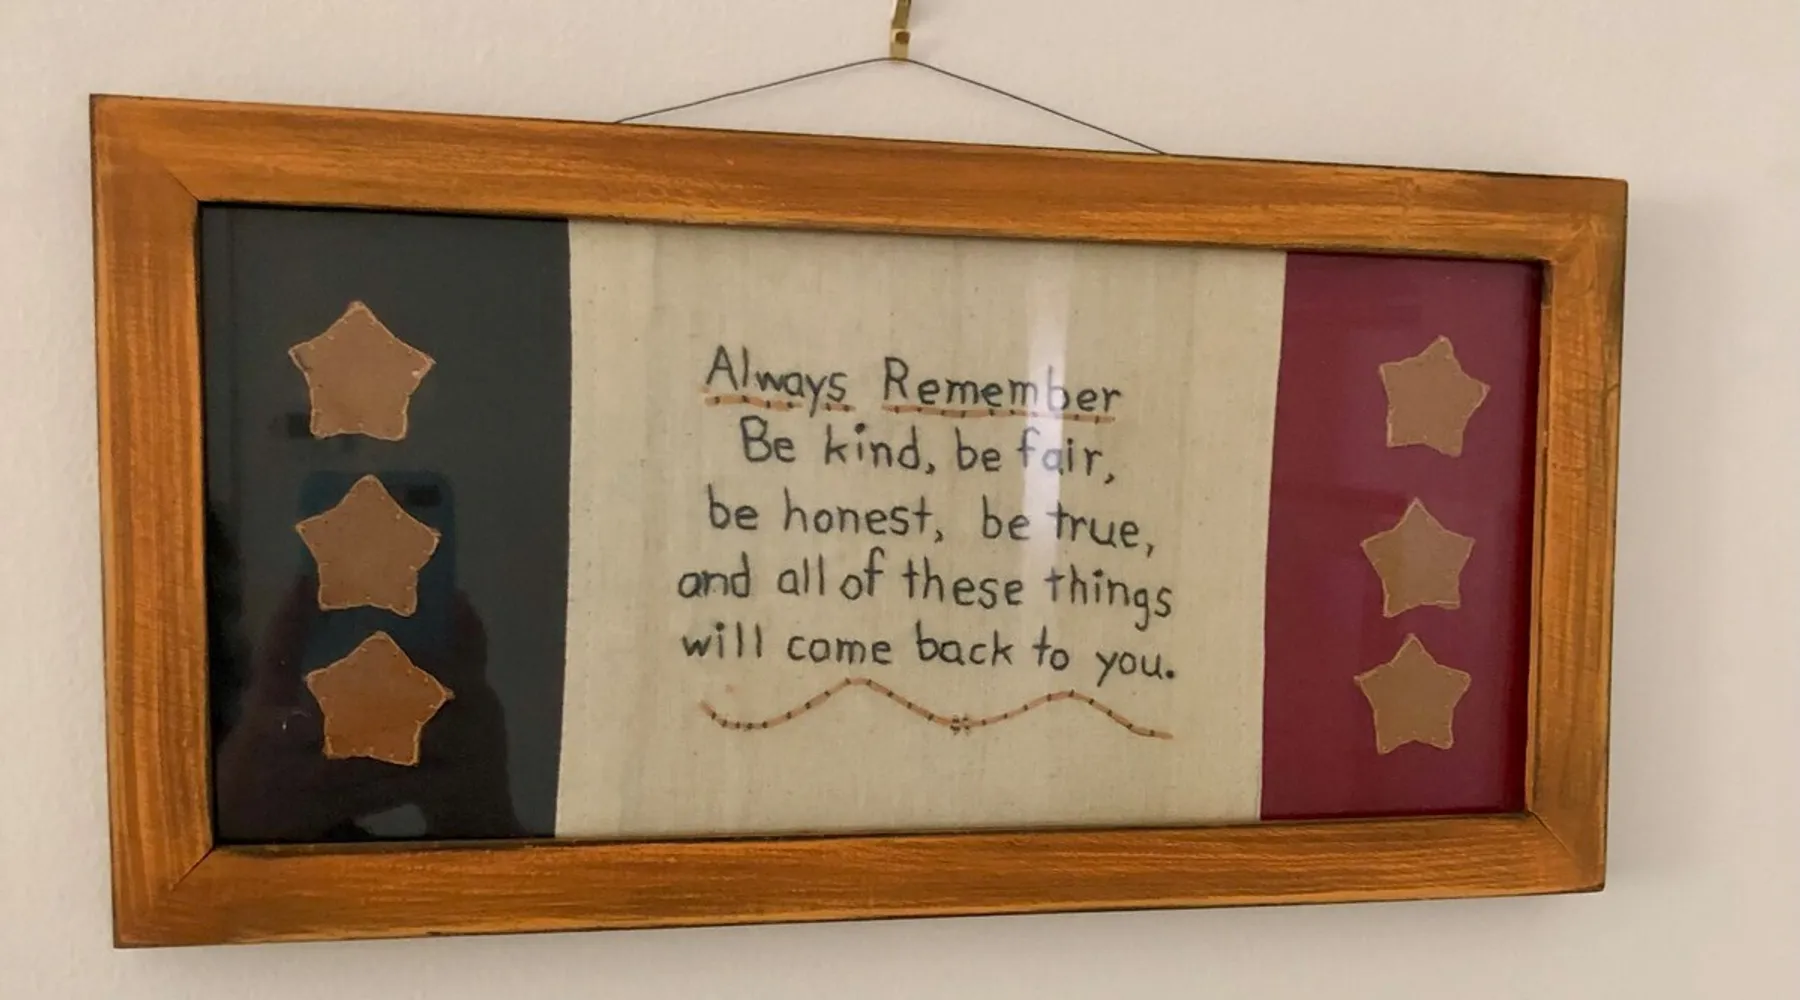 Always Remember
Be kind, be fair,
be honest, be true,
and all of these things
will come back to you.